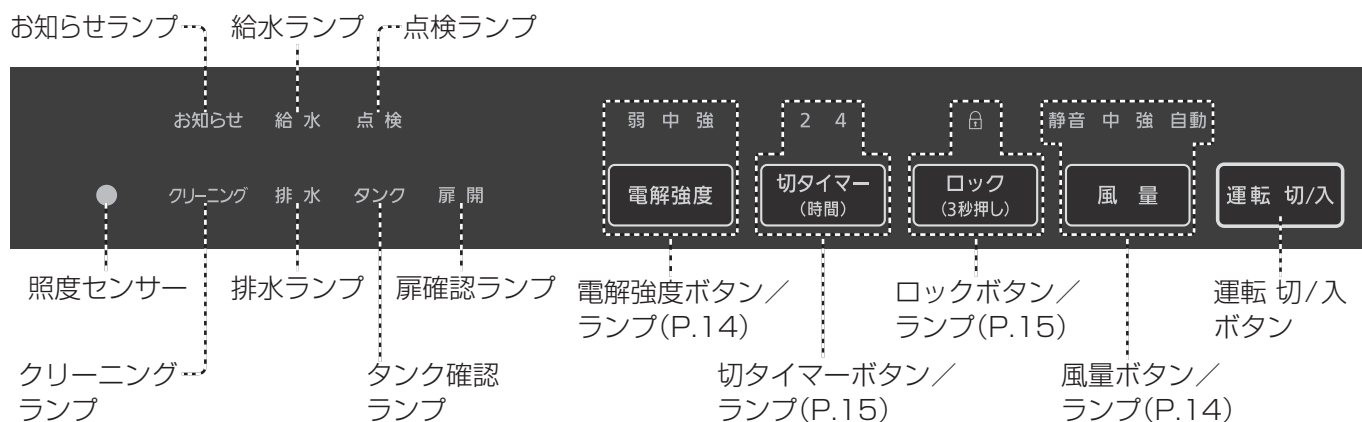 お知らせランプ
給水ランプ
点検ランプ
お知らせ 給 水 点 検
弱 中 強
2 4
静音 中 強 自動
クリーニング 排 水 タンク 扉 開
電解強度
切タイマー
(時間)
ロック
(3秒押し)
風 量
運転 切/入
照度センサー
排水ランプ
扉確認ランプ
電解強度ボタン/
ランプ(P.14)
ロックボタン/
ランプ(P.15)
運転 切/入
ボタン
クリーニング
ランプ
タンク確認
ランプ
切タイマーボタン/
ランプ(P.15)
風量ボタン/
ランプ(P.14)